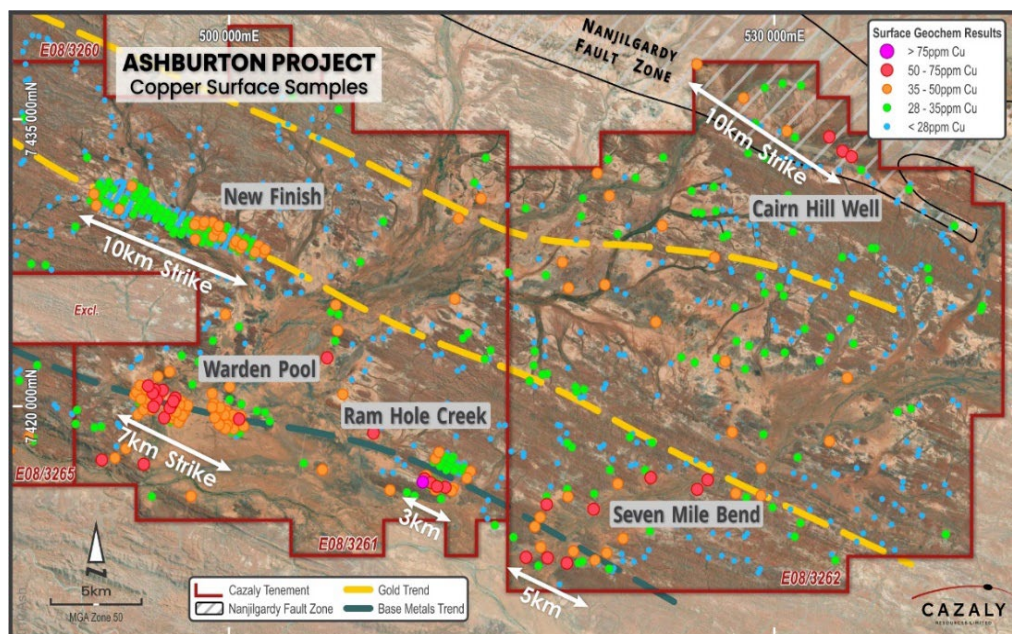 E08/3260
500 000mE
ASHBURTON PROJECT
Copper Surface Samples
NANJILGARDY
FAULT ZONE
530 000mE
Surface Geochem Results
> 75ppm Cu
50 - 75ppm Cu
35 - 50ppm Cu
28 - 35ppm Cu
< 28ppm Cu
7 435 000mN
10km Strike
New Finish
Cairn Hill Well
10km Strike
Excl.
Warden Pool
Ram Hole Creek
7 420 000mN
7km Strike
E08/3265
3km
Seven Mile Bend
E08/3261
E08/3262
5km
N
5km
MGA Zone 50
Cazaly Tenement
Gold Trend
Nanjilgardy Fault Zone
Base Metals Trend
CAZALY
RESOURCES LIMITED